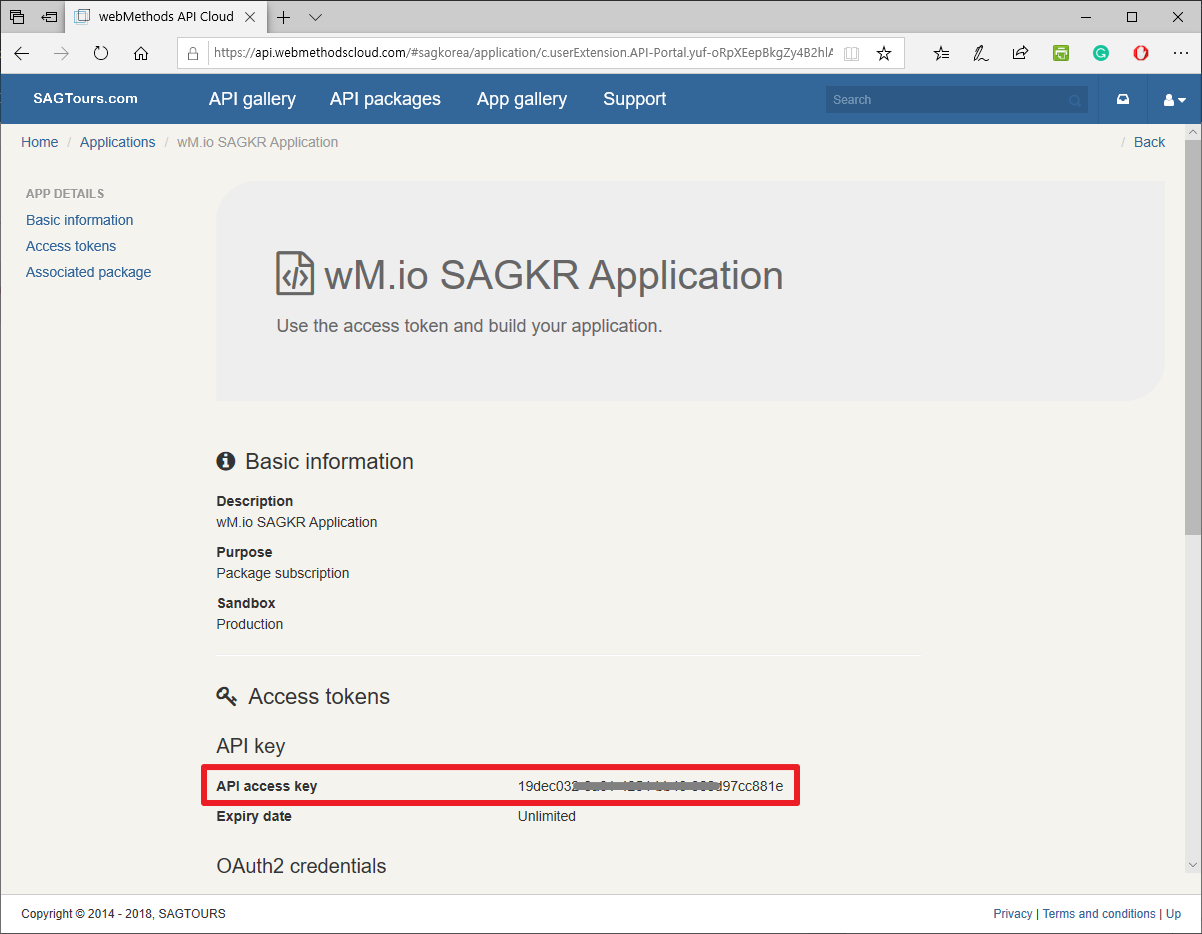 webMethods API Cloud
https://api.webmethodscloud.com/#sagkorea/application/c.userExtension.API-Portal.yuf-oRpXEepBkgZy4B2hlA
SAGTours.com API gallery API packages App gallery Support Search
Home / Applications / wM.io SAGKR Application / Back
APP DETAILS
Basic information
Access tokens
Associated package
wM.io SAGKR Application
Use the access token and build your application.
Basic information
Description
wM.io SAGKR Application
Purpose
Package subscription
Sandbox
Production
Access tokens
API key
API access key
Expiry date Unlimited
OAuth2 credentials
Copyright © 2014 - 2018, SAGTOURS Privacy | Terms and conditions | Up